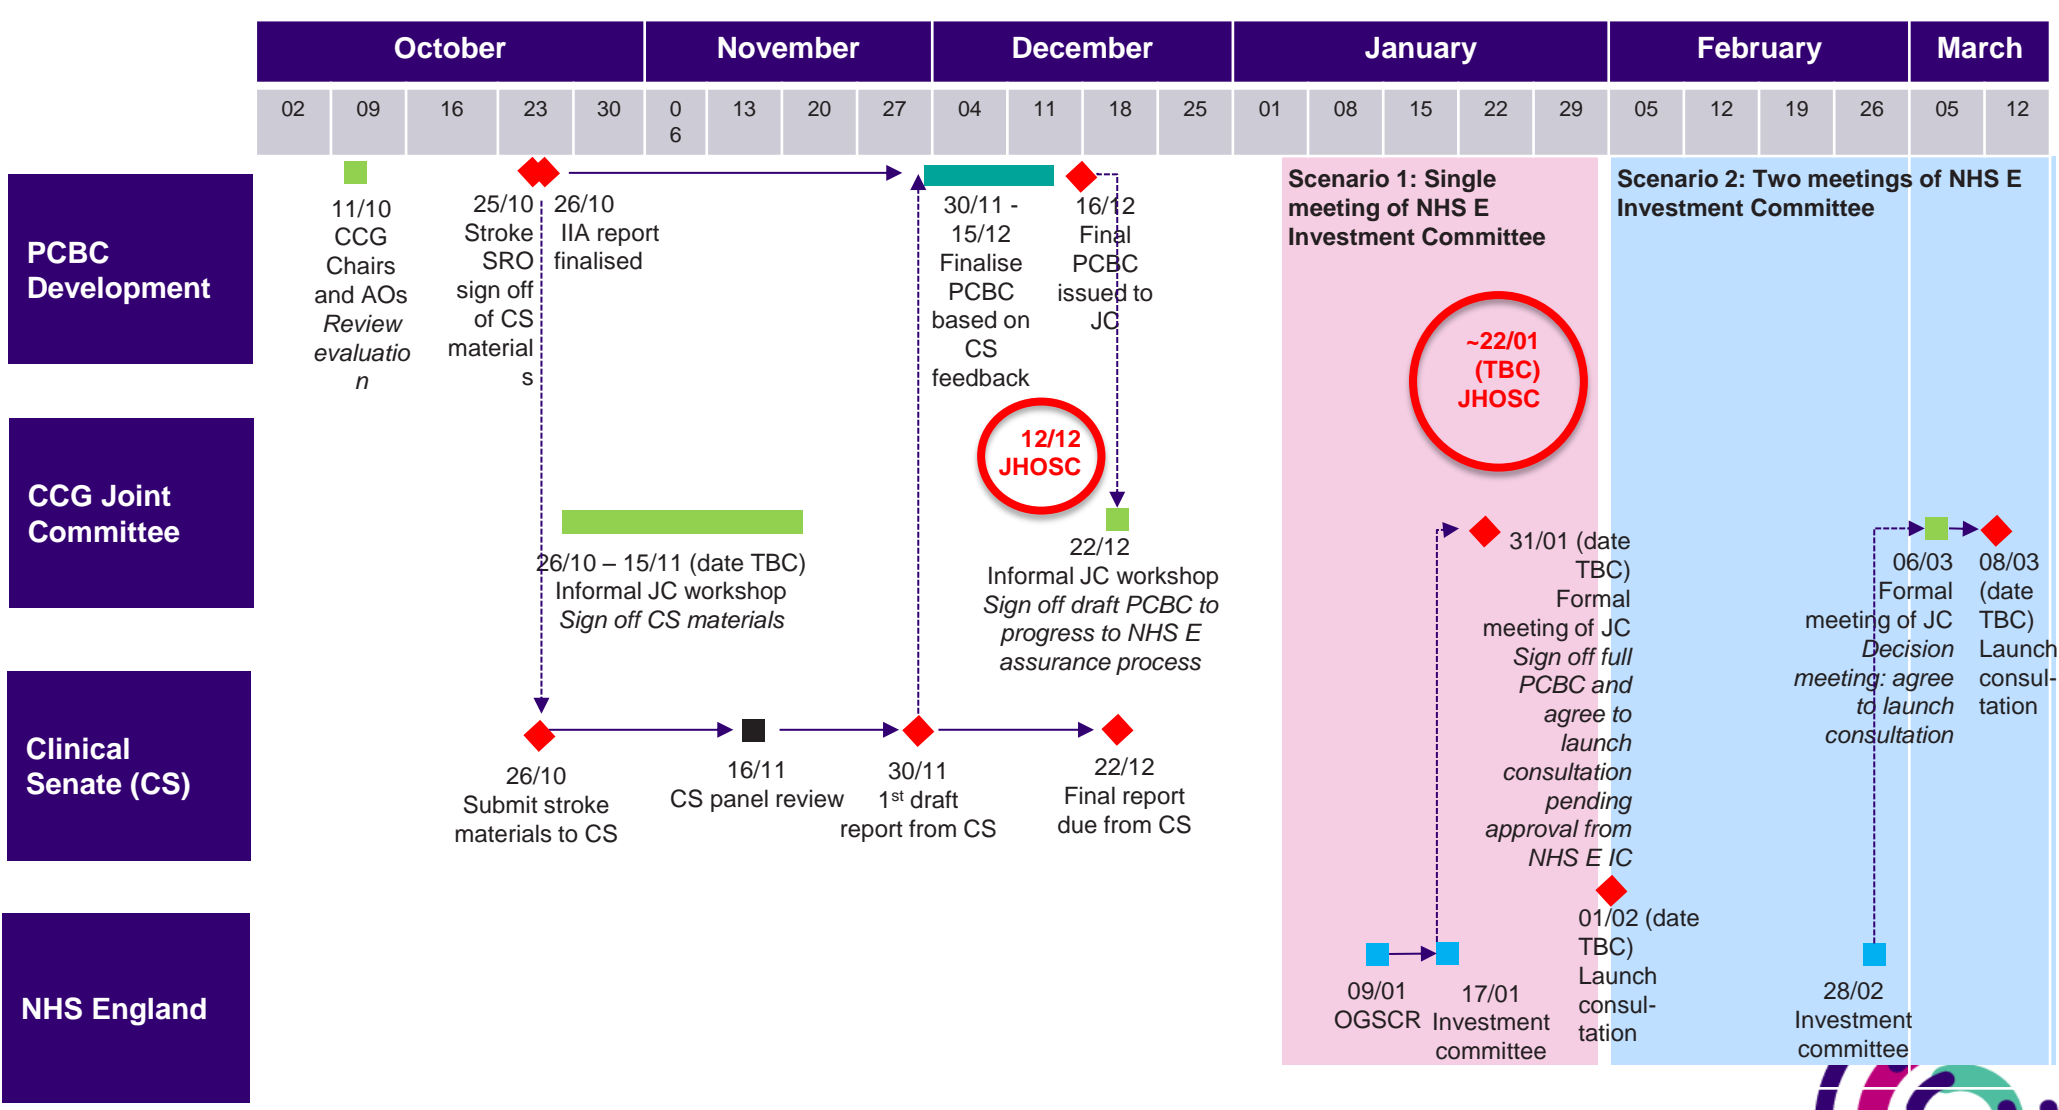 October
November
December
January
February
March
02
09
16
23
30
0
6
13
20
27
04
11
18
25
01
08
15
22
29
05
12
19
26
05
12
PCBC
Development
11/10
CCG
Chairs
and AOs
Review
evaluatio
n
25/10
Stroke
SRO
sign off
of CS
material
s
26/10
IIA report
finalised
30/11 -
15/12
Finalise
PCBC
based on
CS
feedback
16/12
Final
PCBC
issued to
JC
Scenario 1: Single
meeting of NHS E
Investment Committee
Scenario 2: Two meetings of NHS E
Investment Committee
~22/01
(TBC)
JHOSC
CCG Joint
Committee
12/12
JHOSC
26/10 – 15/11 (date TBC)
Informal JC workshop
Sign off CS materials
22/12
Informal JC workshop
Sign off draft PCBC to
progress to NHS E
assurance process
31/01 (date
TBC)
Formal
meeting of JC
Sign off full
PCBC and
agree to
launch
consultation
pending
approval from
NHS E IC
06/03
Formal
meeting of JC
Decision
meeting: agree
to launch
consultation
08/03
(date
TBC)
Launch
consul-
tation
Clinical
Senate (CS)
26/10
Submit stroke
materials to CS
16/11
CS panel review
30/11
1st draft
report from CS
22/12
Final report
due from CS
NHS England
09/01
OGSCR
17/01
Investment
committee
01/02 (date
TBC)
Launch
consul-
tation
28/02
Investment
committee